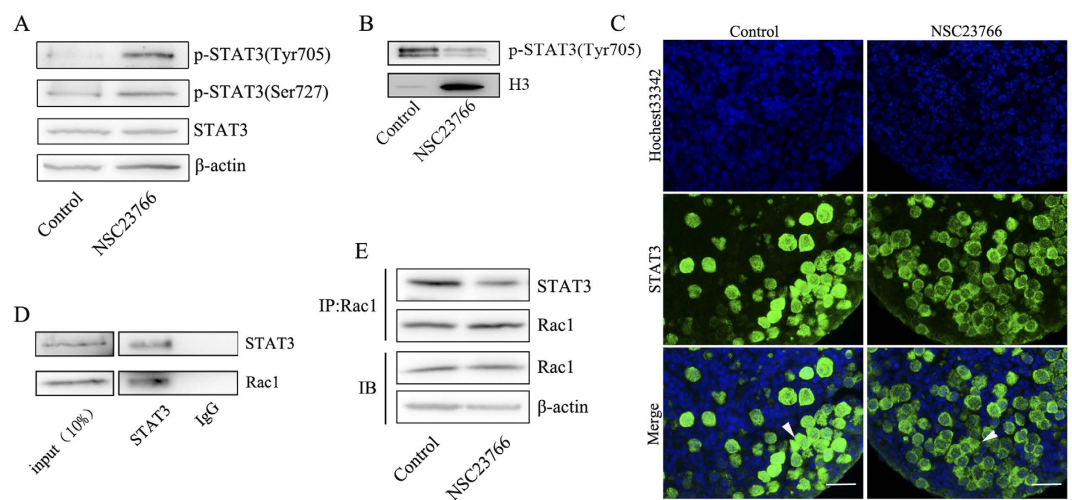 A
p-STAT3(Tyr705)
p-STAT3(Ser727)
STAT3
β-actin
Control
NSC23766
B
p-STAT3(Tyr705)
H3
Control
NSC23766
C
Control
NSC23766
Hochest33342
STAT3
Merge
D
STAT3
Rac1
input (10%)
STAT3
IgG
E
IP:Rac1
STAT3
Rac1
IB
Rac1
β-actin
Control
NSC23766